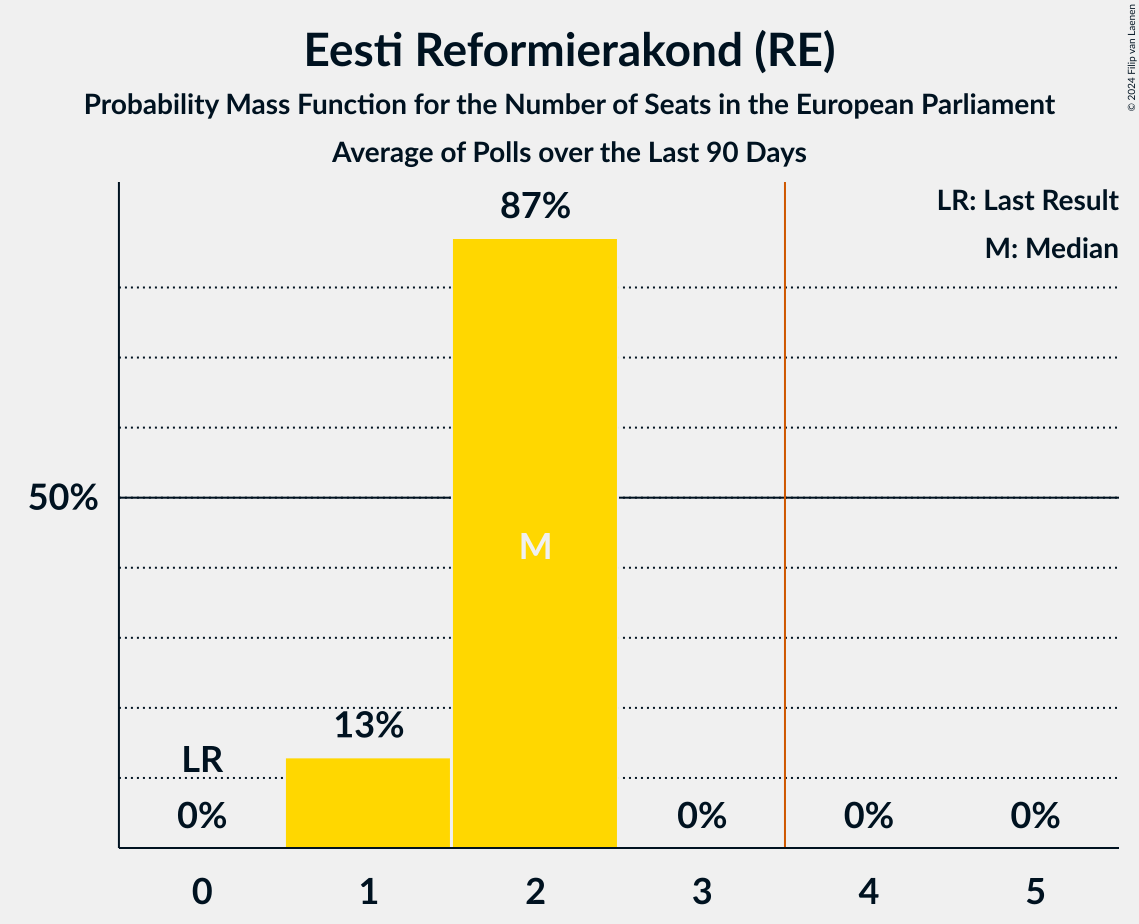 Eesti Reformierakond (RE)
Probability Mass Function for the Number of Seats in the European Parliament
Average of Polls over the Last 90 Days
© 2024 Filip van Laenen
LR: Last Result
M: Median
87%
50%
M
13%
LR
0%
0%
0%
0%
0 1 2 3 4 5